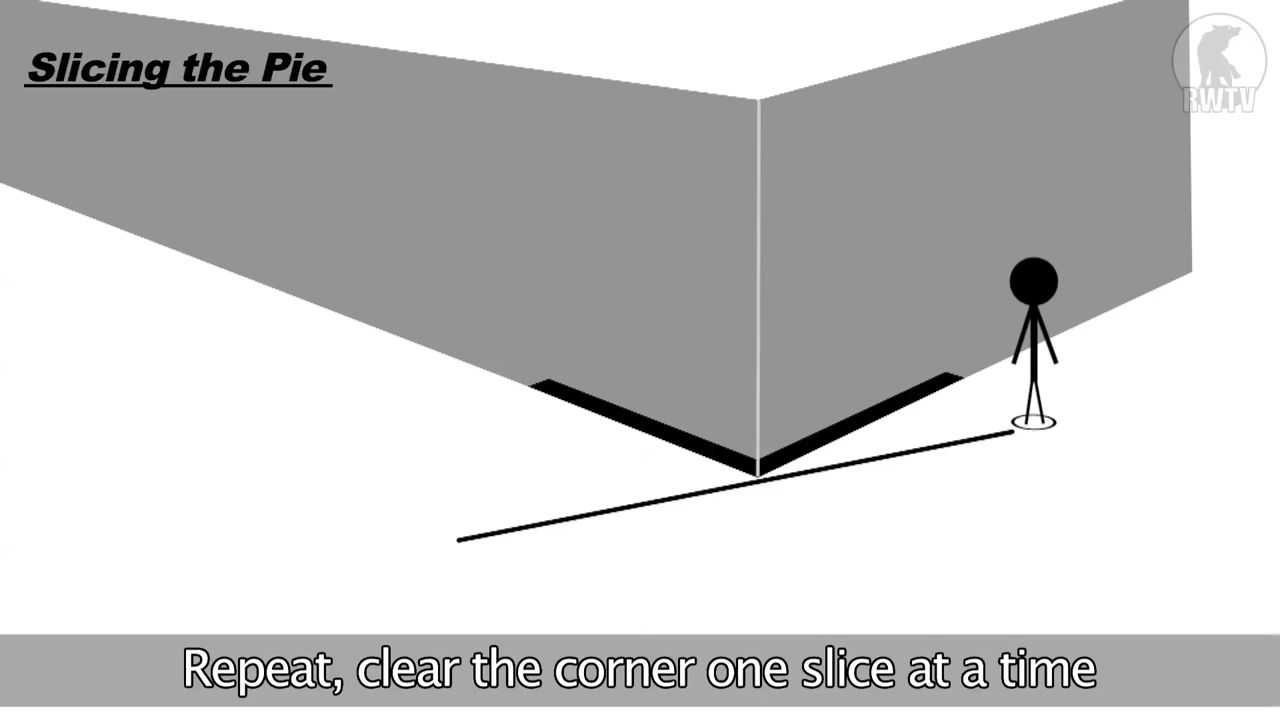 Slicing the Pie
RWTV
Repeat, clear the corner one slice at a time